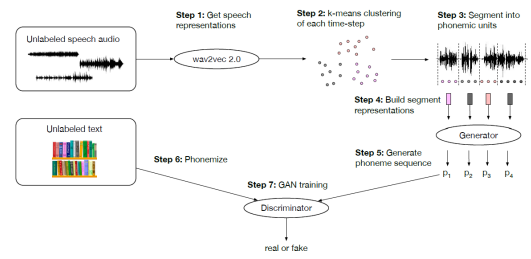 Unlabeled speech audio
Step 1: Get speech
representations
wav2vec 2.0
Step 2: k-means clustering
of each time-step
Step 3: Segment into
phonemic units
Step 4: Build segment
representations
Generator
Step 5: Generate
phoneme sequence
P1 P2 P3 P4
Unlabeled text
Step 6: Phonemize
Step 7: GAN training
Discriminator
real or fake